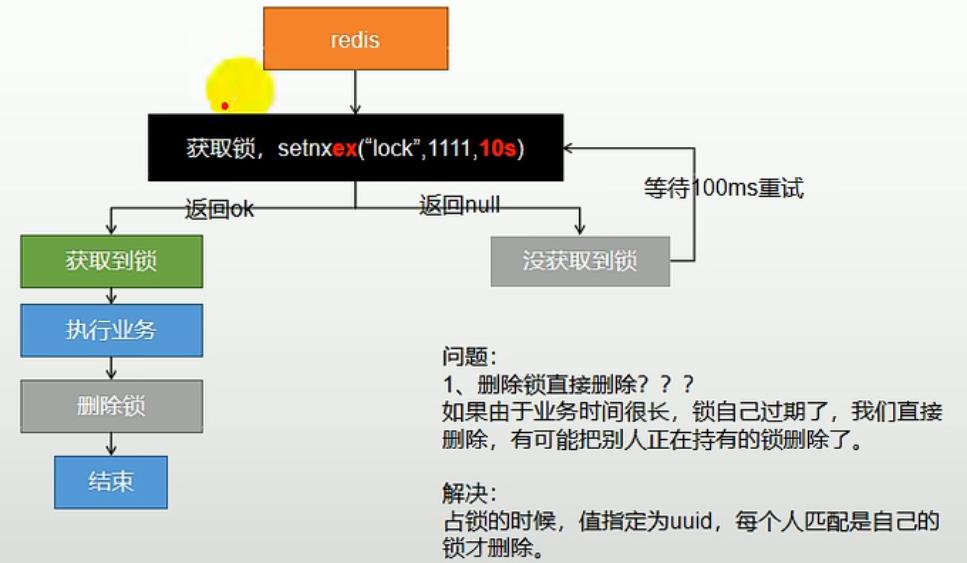 redis
获取锁，setnxex(“lock”,1111,10s)
等待100ms重试
返回ok
返回null
获取到锁
没获取到锁
执行业务
删除锁
结束
问题：
1、删除锁直接删除？？？
如果由于业务时间很长，锁自己过期了，我们直接
删除，有可能把别人正在持有的锁删除了。
解决：
占锁的时候，值指定为uuid，每个人匹配是自己的
锁才删除。